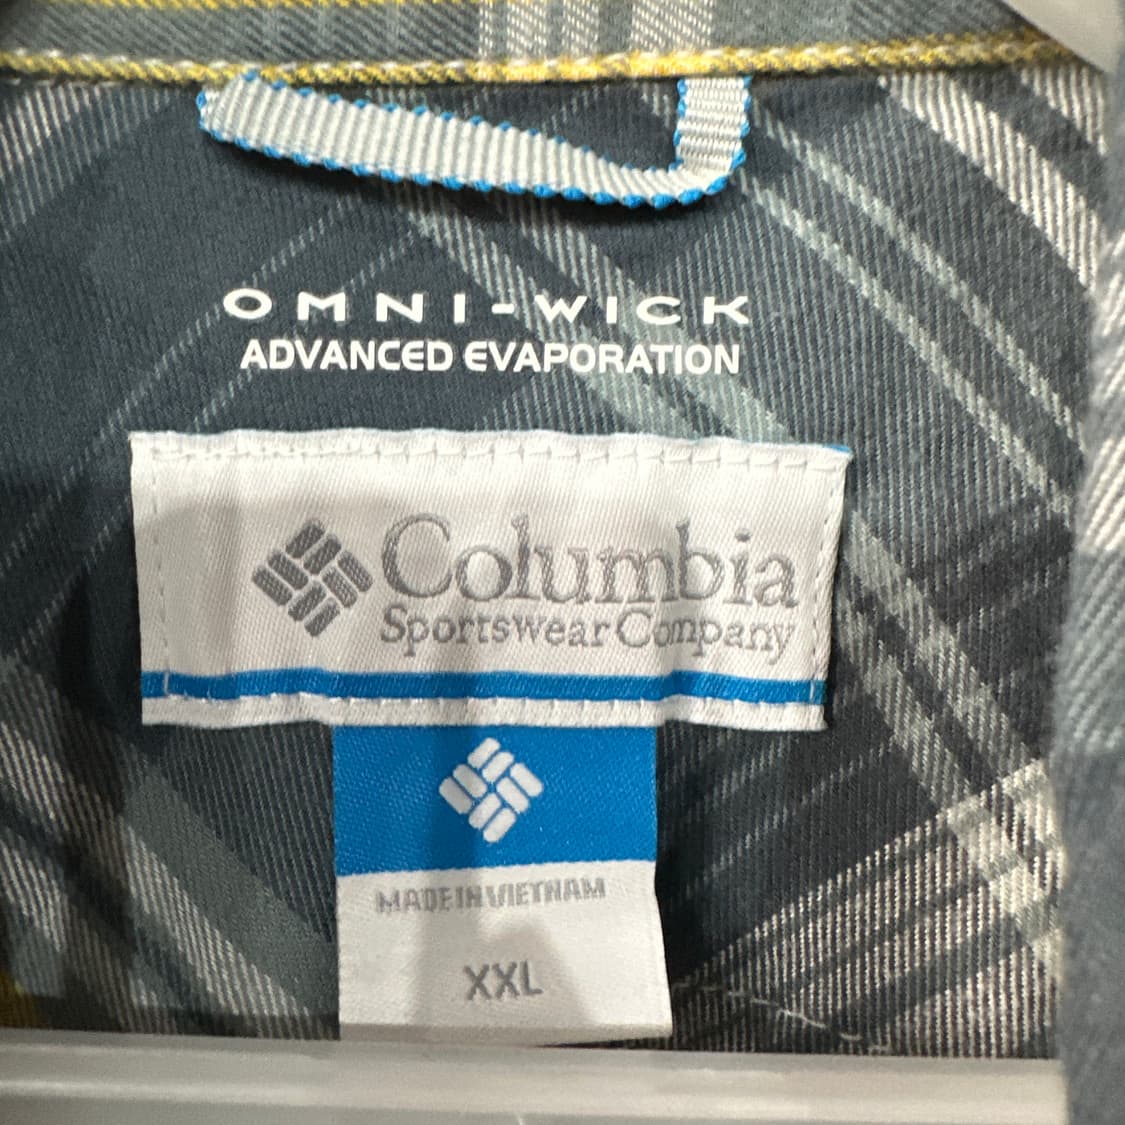 OMNI-WICK
ADVANCED EVAPORATION
Columbia
Sportswear Company
MADE IN VIETNAM
XXL